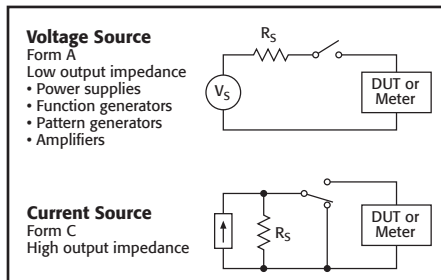 Voltage Source
Form A
Low output impedance
• Power supplies
• Function generators
• Pattern generators
• Amplifiers
RS
VS
DUT or
Meter
Current Source
Form C
High output impedance
RS
DUT or
Meter